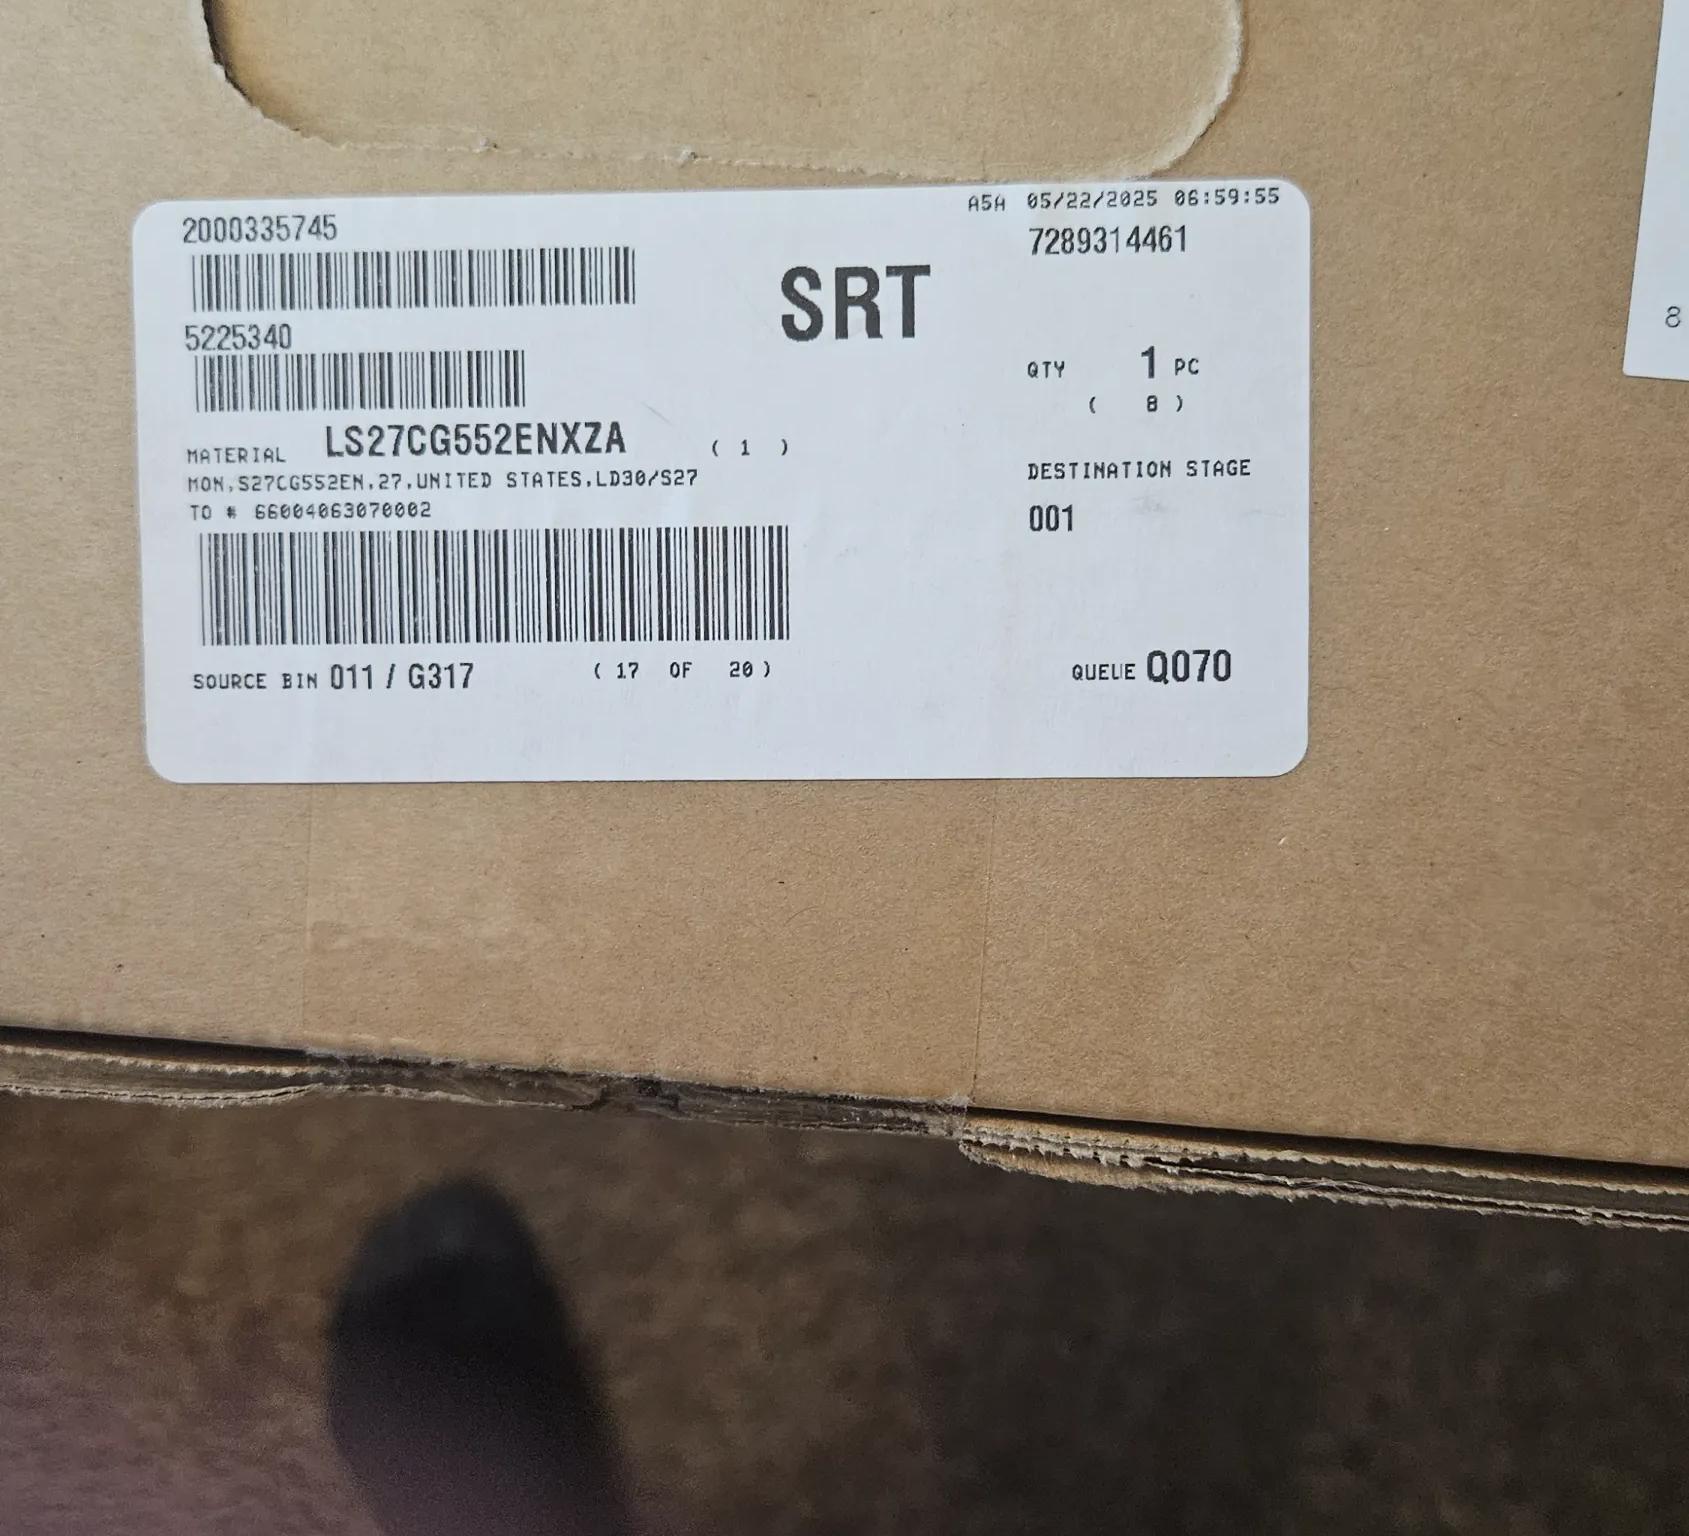 A5A 05/22/2025 06:59:55
2000335745
7289314461
SRT
5225340
QTY 1 PC
( 8 )
MATERIAL LS27CG552ENXZA ( 1 )
MON,S27CG552EN,27,UNITED STATES,LD30/S27
DESTINATION STAGE
TO # 66004063070002
001
SOURCE BIN 011 / G317 ( 17 OF 20 )
QUEUE Q070
8